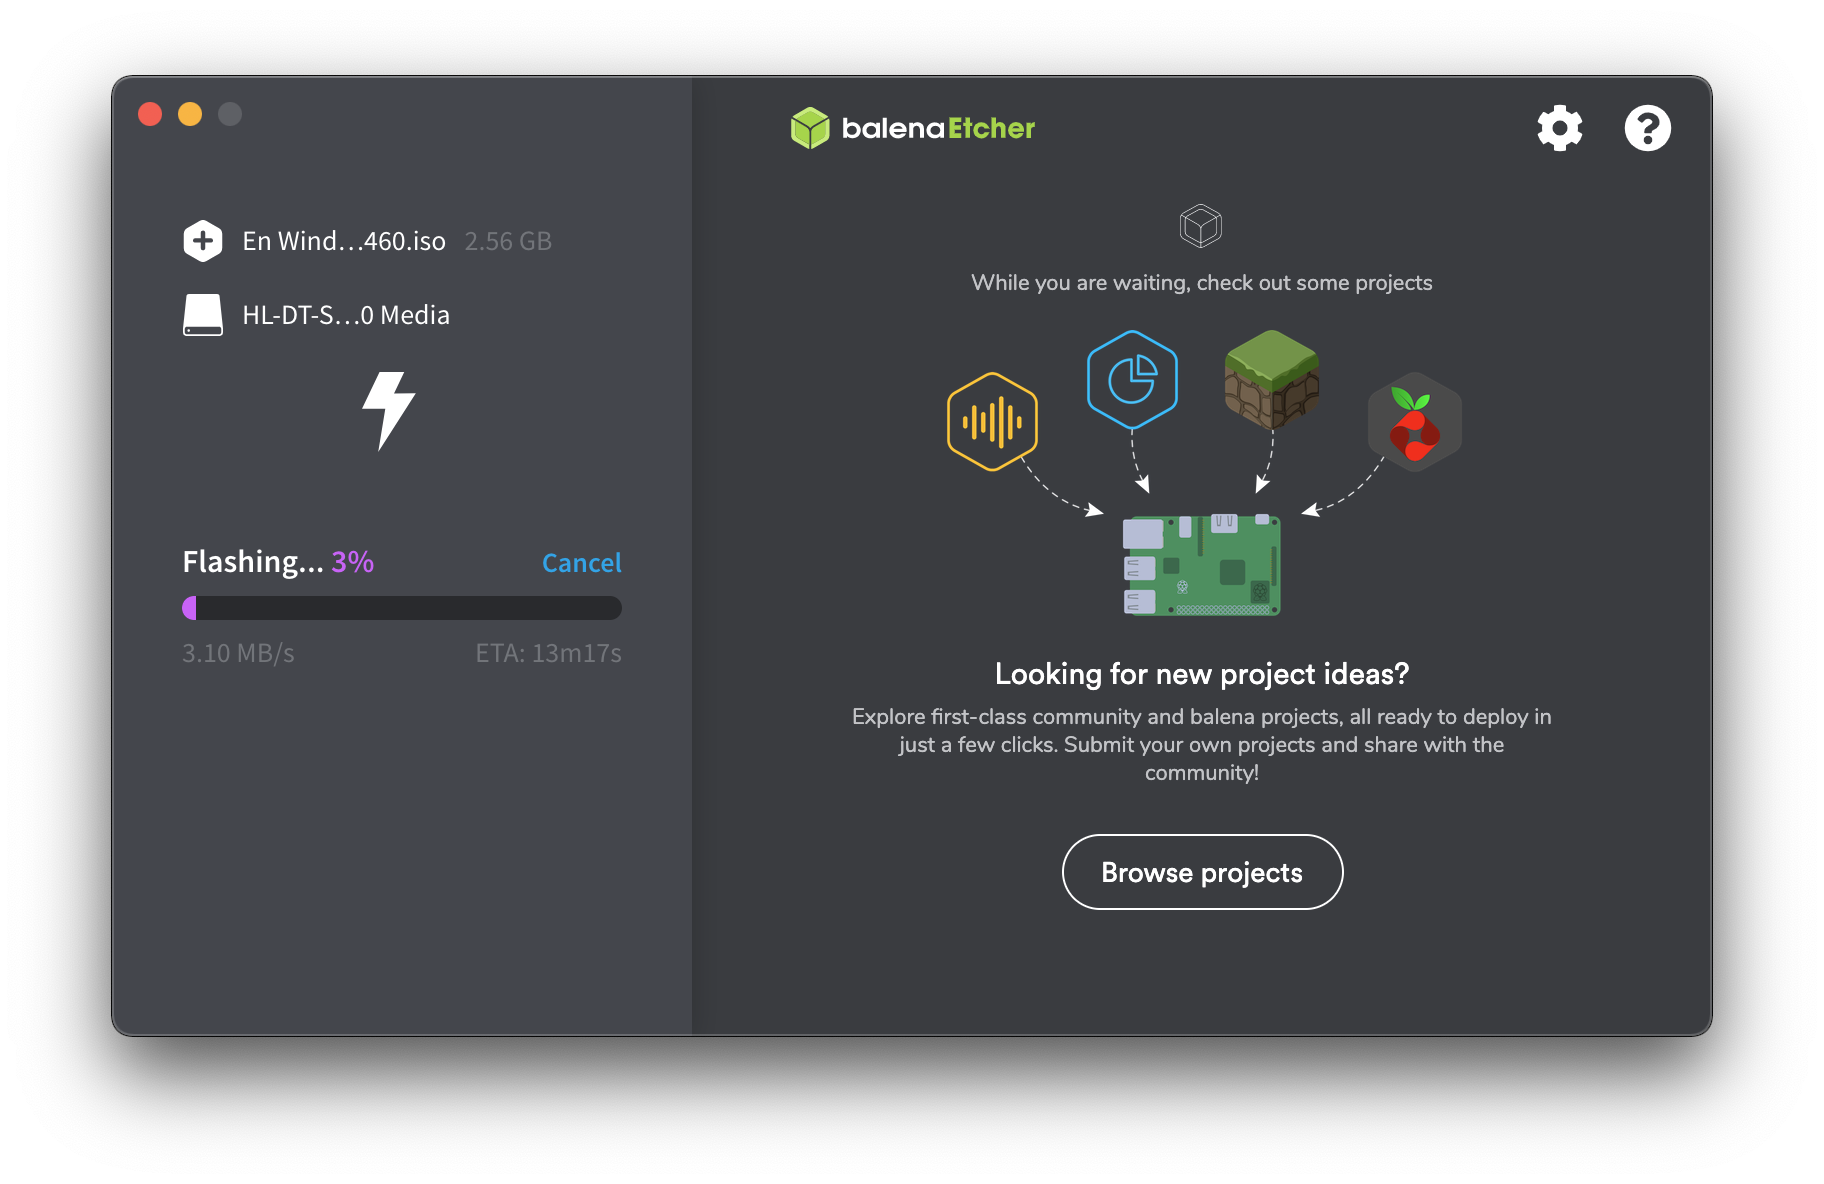 balenaEtcher
En Wind...460.iso 2.56 GB
HL-DT-S...0 Media
Flashing... 3% Cancel
3.10 MB/s ETA: 13m17s
While you are waiting, check out some projects
Looking for new project ideas?
Explore first-class community and balena projects, all ready to deploy in
just a few clicks. Submit your own projects and share with the
community!
Browse projects